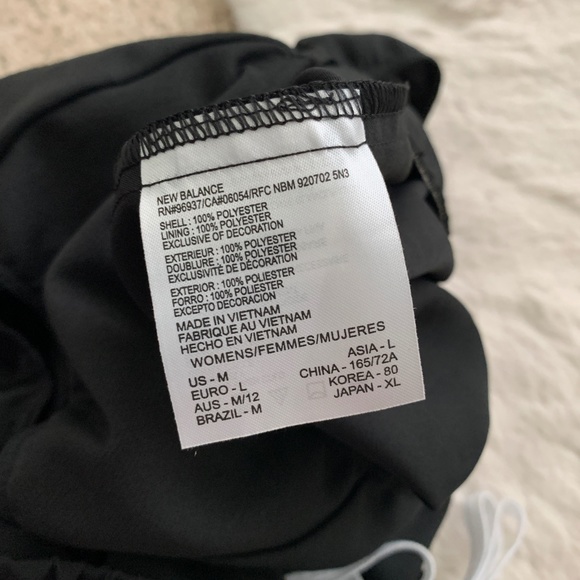 NEW BALANCE
RN#96937/CA#06054/RFC NBM 920702 5N3
SHELL: 100% POLYESTER
LINING: 100% POLYESTER
EXCLUSIVE OF DECORATION
EXTERIEUR: 100% POLYESTER
DOUBLURE: 100% POLYESTER
EXCLUSIVITÉ DE DÉCORATION
EXTERIOR: 100% POLIESTER
FORRO: 100% POLIESTER
EXCEPTO DECORACION
MADE IN VIETNAM
FABRIQUE AU VIETNAM
HECHO EN VIETNAM
WOMENS/FEMMES/MUJERES
US - M
EURO - L
AUS - M/12
BRAZIL - M
ASIA - L
CHINA - 165/72A
KOREA - 80
JAPAN - XL